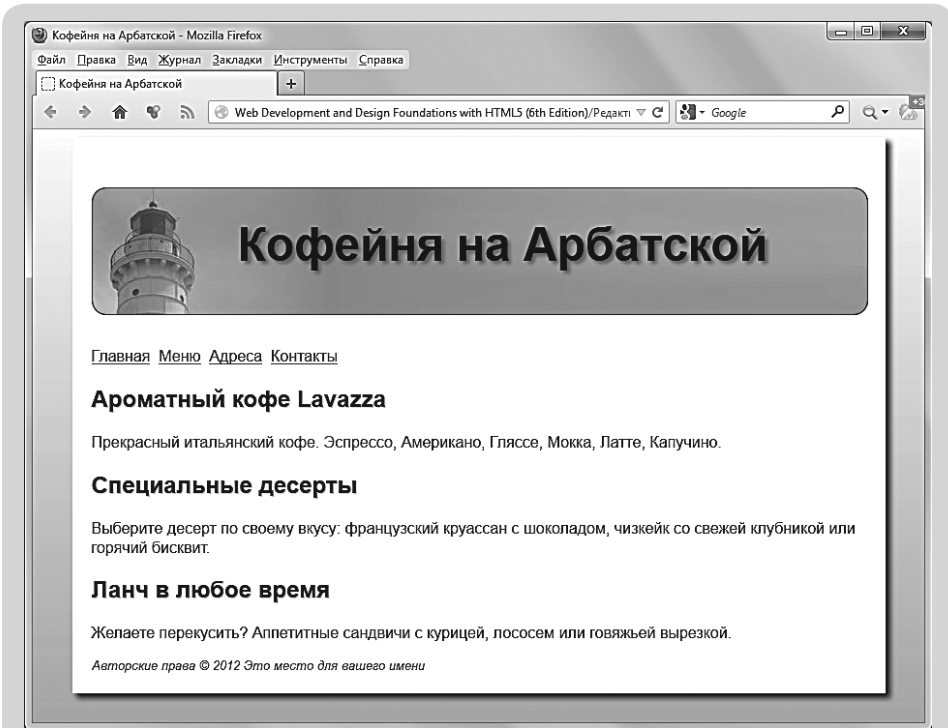 Кофейня на Арбатской - Mozilla Firefox
Файл Правка Вид Журнал Закладки Инструменты Справка
Кофейня на Арбатской +
Web Development and Design Foundations with HTML5 (6th Edition)/Редакти Google
+3
Кофейня на Арбатской
Главная Меню Адреса Контакты
Ароматный кофе Lavazza
Прекрасный итальянский кофе. Эспрессо, Американо, Гляссе, Мокка, Латте, Капучино.
Специальные десерты
Выберите десерт по своему вкусу: французский круассан с шоколадом, чизкейк со свежей клубникой или
горячий бисквит.
Ланч в любое время
Желаете перекусить? Аппетитные сандвичи с курицей, лососем или говяжьей вырезкой.
Авторские права © 2012 Это место для вашего имени